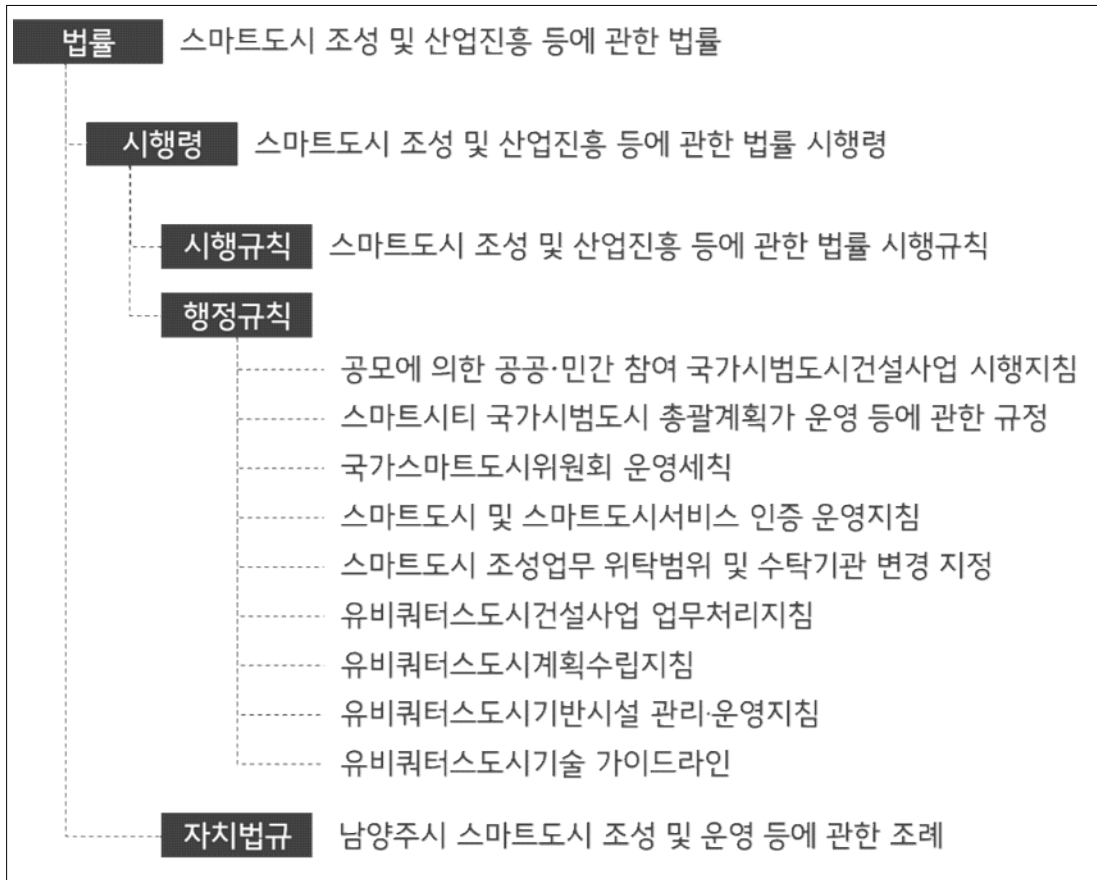 법률 스마트도시 조성 및 산업진흥 등에 관한 법률
시행령 스마트도시 조성 및 산업진흥 등에 관한 법률 시행령
시행규칙 스마트도시 조성 및 산업진흥 등에 관한 법률 시행규칙
행정규칙
공모에 의한 공공·민간 참여 국가시범도시건설사업 시행지침
스마트시티 국가시범도시 총괄계획가 운영 등에 관한 규정
국가스마트도시위원회 운영세칙
스마트도시 및 스마트도시서비스 인증 운영지침
스마트도시 조성업무 위탁범위 및 수탁기관 변경 지정
유비쿼터스도시건설사업 업무처리지침
유비쿼터스도시계획수립지침
유비쿼터스도시기반시설 관리·운영지침
유비쿼터스도시기술 가이드라인
자치법규 남양주시 스마트도시 조성 및 운영 등에 관한 조례